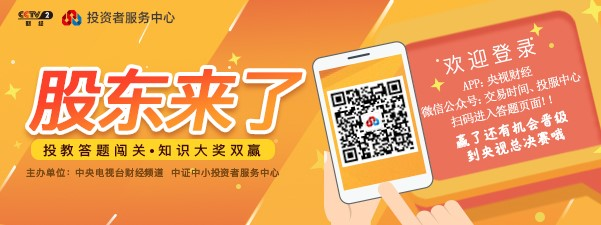 CCTV 2
财经
投资者服务中心
股东来了
投教答题闯关·知识大奖双赢
主办单位：中央电视台财经频道 中证中小投资者服务中心
欢迎登录
APP: 央视财经
微信公众号: 交易时间、投服中心
扫码进入答题页面！！
赢了还有机会晋级
到央视总决赛哦